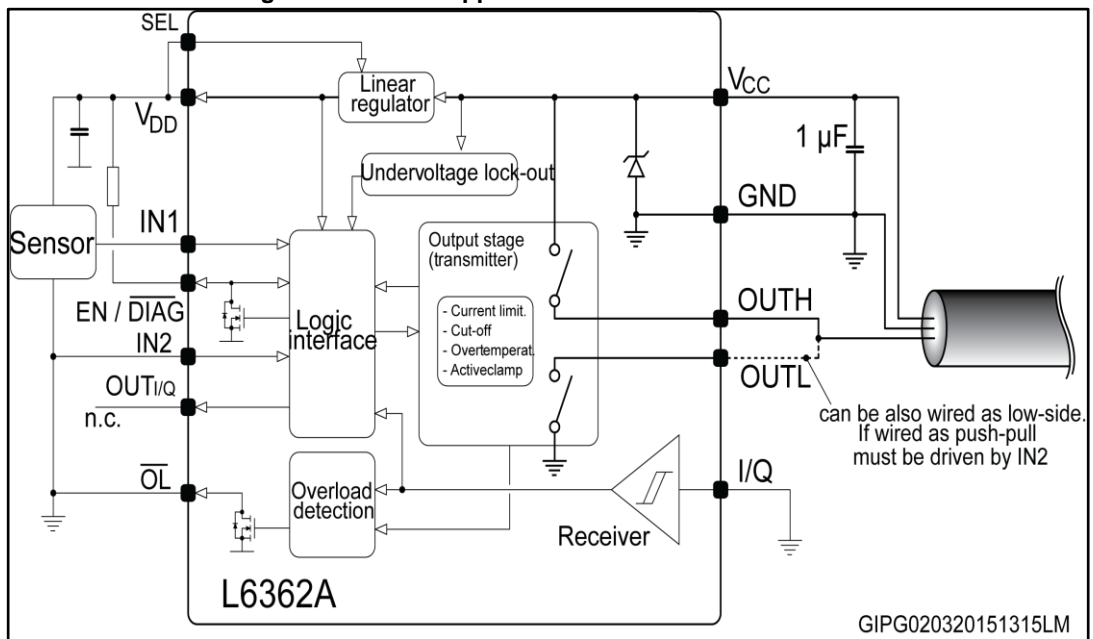 SEL
Linear
regulator
VCC
VDD
1 µF
Undervoltage lock-out
GND
IN1
Sensor
Output stage
(transmitter)
EN / DIAG
Logic
interface
- Current limit.
- Cut-off
- Overtemperat.
- Activeclamp
OUTH
IN2
OUTL
OUTI/Q
n.c.
can be also wired as low-side.
If wired as push-pull
must be driven by IN2
OL
Overload
detection
I/Q
Receiver
L6362A
GIPG020320151315LM